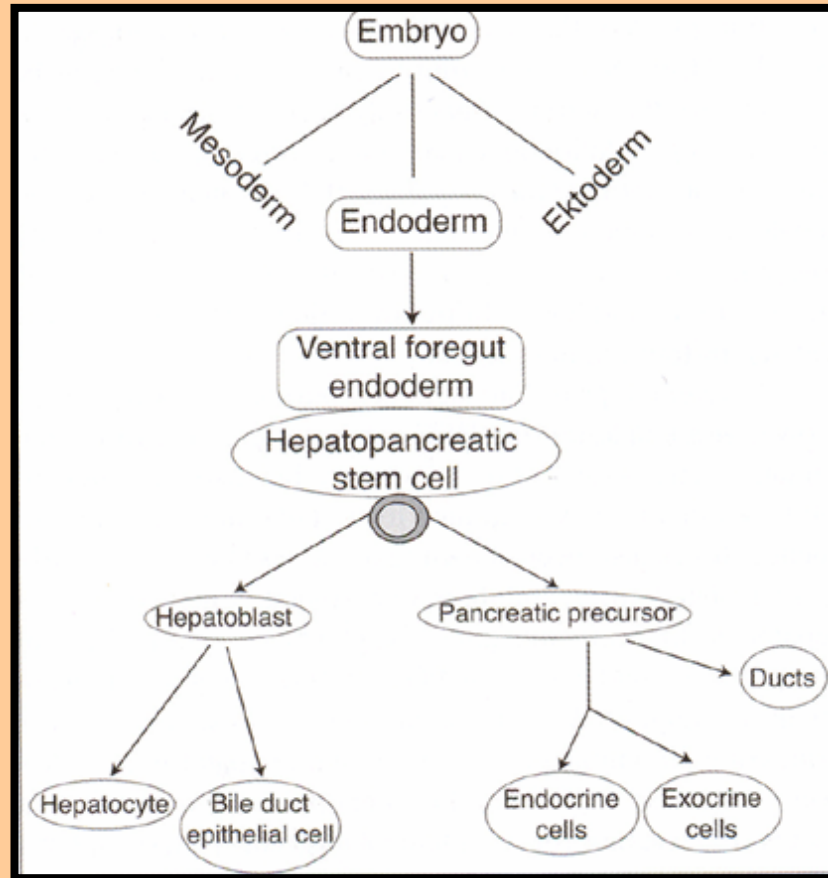 Embryo
Mesoderm
Endoderm
Ektoderm
Ventral foregut
endoderm
Hepatopancreatic
stem cell
Hepatoblast
Pancreatic precursor
Ducts
Hepatocyte
Bile duct
epithelial cell
Endocrine
cells
Exocrine
cells